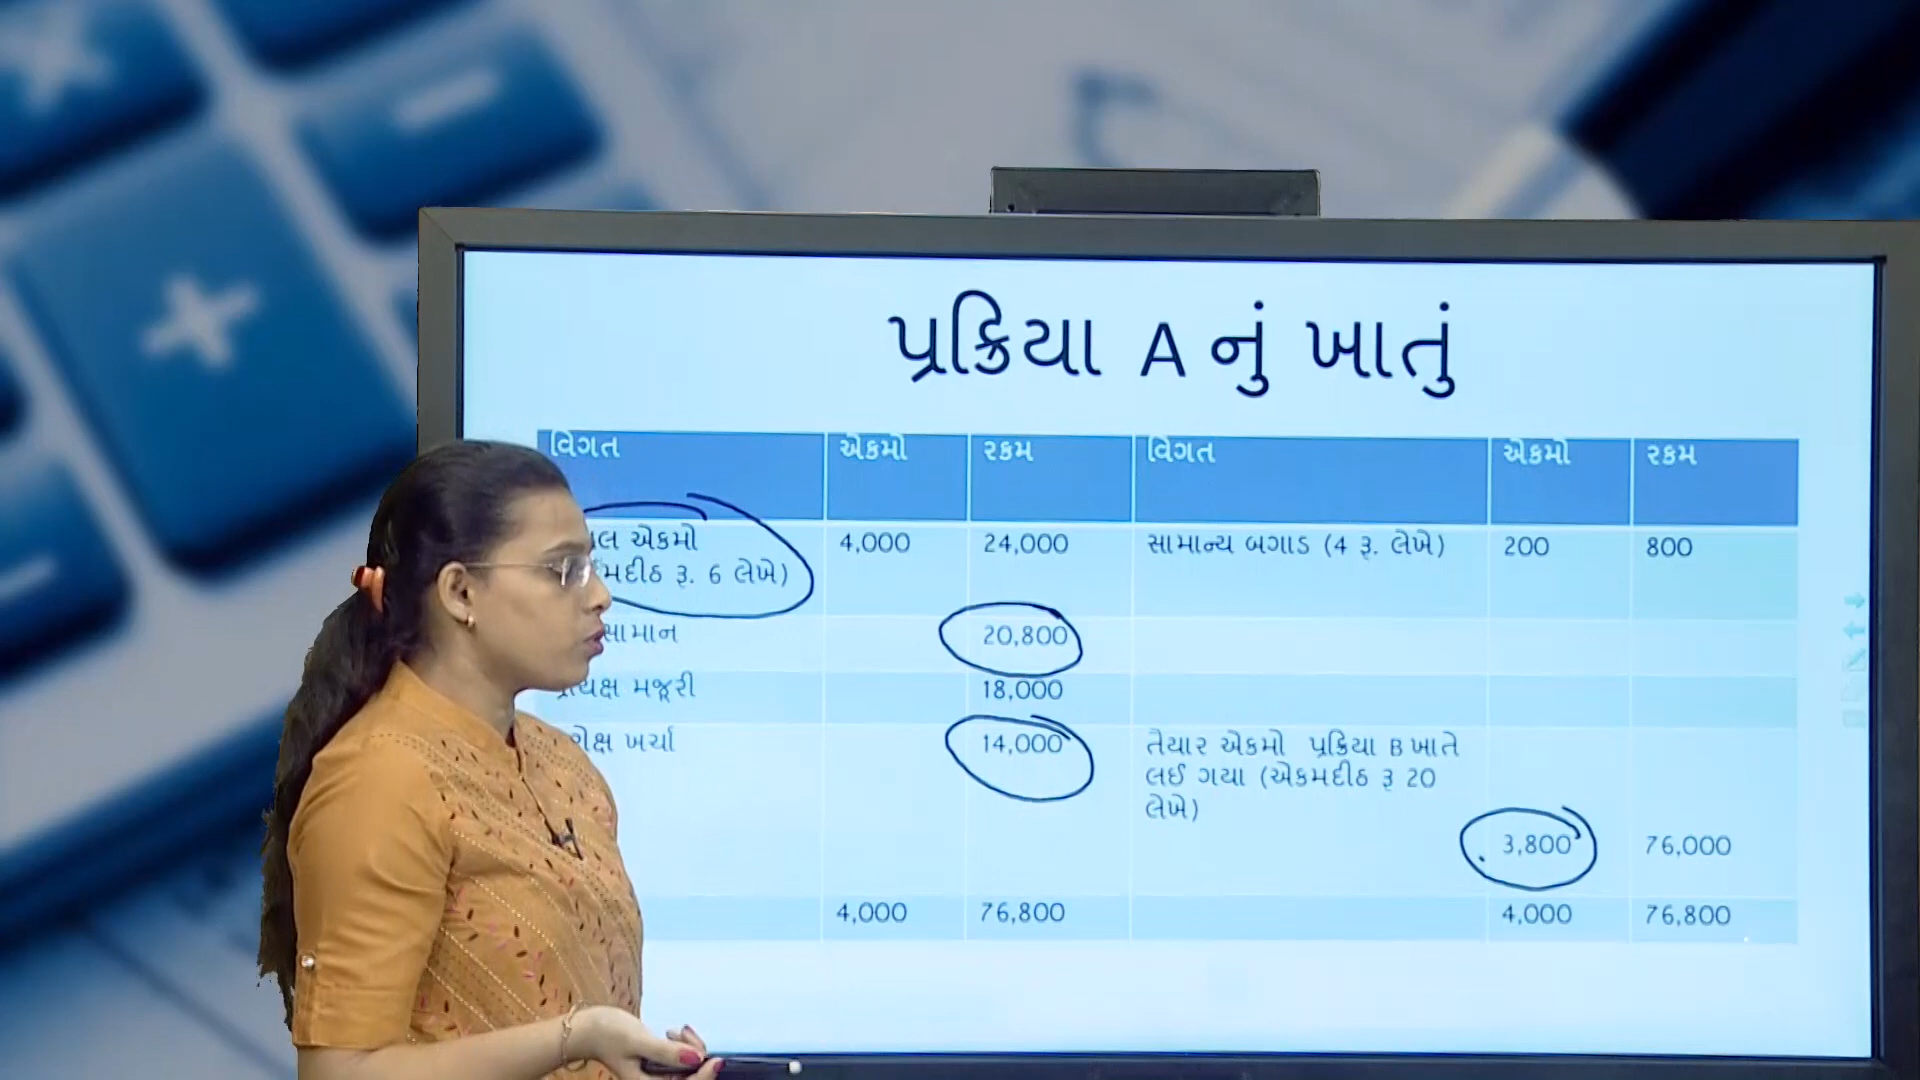 પ્રક્રિયા A નું ખાતું
વિગત એકમો રકમ વિગત એકમો રકમ
એકમો 4,000 24,000 સામાન્ય બગાડ (4 રૂ. લેખે) 200 800
રૂ. 6 લેખે)
સામાન 20,800
મજૂરી 18,000
ખર્ચા 14,000 તૈયાર એકમો પ્રક્રિયા B ખાતે
લઈ ગયા (એકમદીઠ રૂ 20
લેખે)
3,800 76,000
4,000 76,800 4,000 76,800